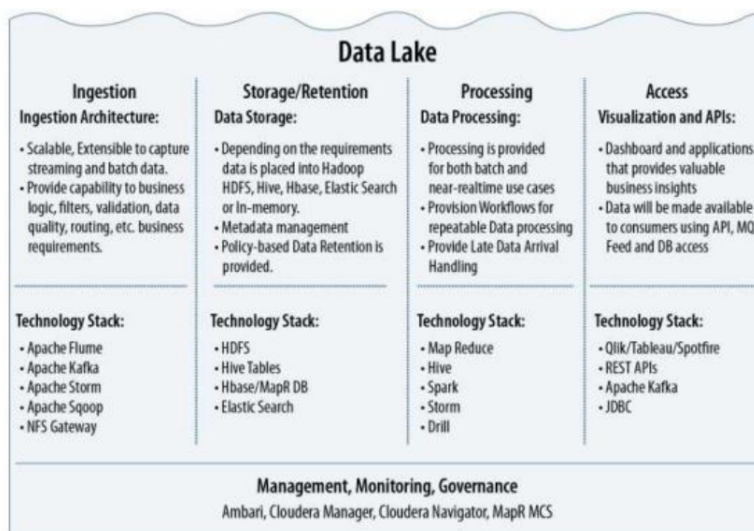 Data Lake
Ingestion
Ingestion Architecture:
• Scalable, Extensible to capture
streaming and batch data.
• Provide capability to business
logic, filters, validation, data
quality, routing, etc. business
requirements.
Technology Stack:
• Apache Flume
• Apache Kafka
• Apache Storm
• Apache Sqoop
• NFS Gateway
Storage/Retention
Data Storage:
• Depending on the requirements
data is placed into Hadoop
HDFS, Hive, Hbase, Elastic Search
or In-memory.
• Metadata management
• Policy-based Data Retention is
provided.
Technology Stack:
• HDFS
• Hive Tables
• Hbase/MapR DB
• Elastic Search
Processing
Data Processing:
• Processing is provided
for both batch and
near-realtime use cases
• Provision Workflows for
repeatable Data processing
• Provide Late Data Arrival
Handling
Technology Stack:
• Map Reduce
• Hive
• Spark
• Storm
• Drill
Access
Visualization and APIs:
• Dashboard and applications
that provides valuable
business insights
• Data will be made available
to consumers using API, MQ
Feed and DB access
Technology Stack:
• Qlik/Tableau/Spotfire
• REST APIs
• Apache Kafka
• JDBC
Management, Monitoring, Governance
Ambari, Cloudera Manager, Cloudera Navigator, MapR MCS